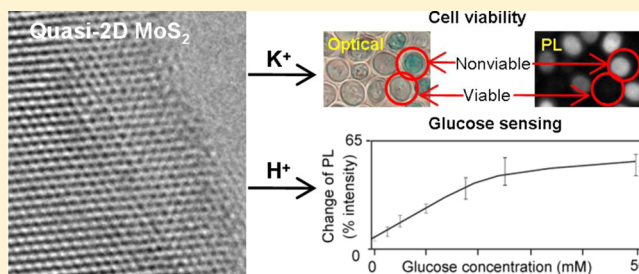 Quasi-2D MoS₂
K⁺
H⁺
Cell viability
Optical
PL
Nonviable
Viable
Glucose sensing
Change of PL
(% intensity)
65
0
0
Glucose concentration (mM)